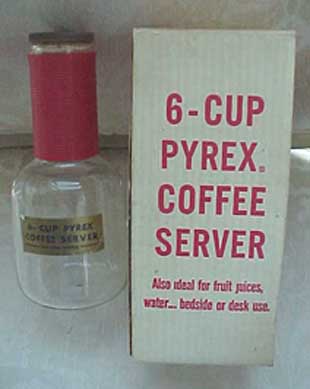 6-CUP PYREX
COFFEE SERVER
6-CUP
PYREX®
COFFEE
SERVER
Also ideal for fruit juices,
water... bedside or desk use.